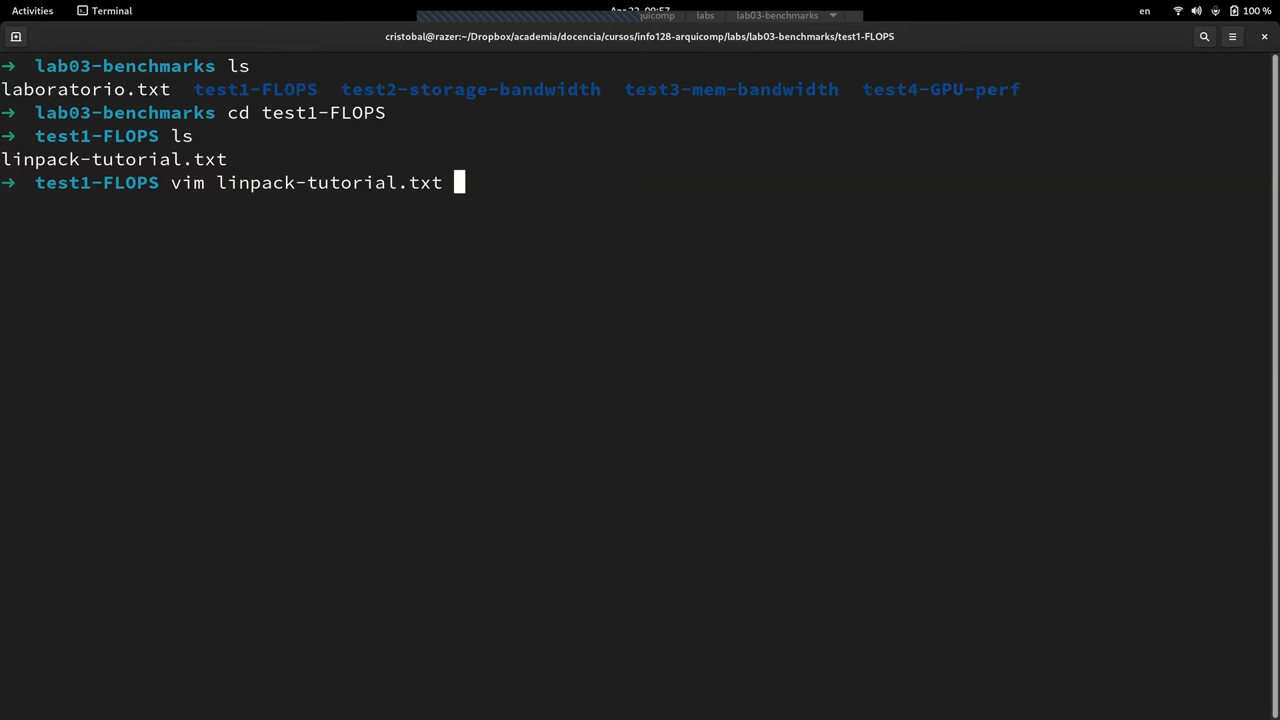 Activities Terminal quicomp labs lab03-benchmarks en 100 %
cristobal@razer:~/Dropbox/academia/docencia/cursos/info128-arquicomp/labs/lab03-benchmarks/test1-FLOPS
→ lab03-benchmarks ls
laboratorio.txt test1-FLOPS test2-storage-bandwidth test3-mem-bandwidth test4-GPU-perf
→ lab03-benchmarks cd test1-FLOPS
→ test1-FLOPS ls
linpack-tutorial.txt
→ test1-FLOPS vim linpack-tutorial.txt